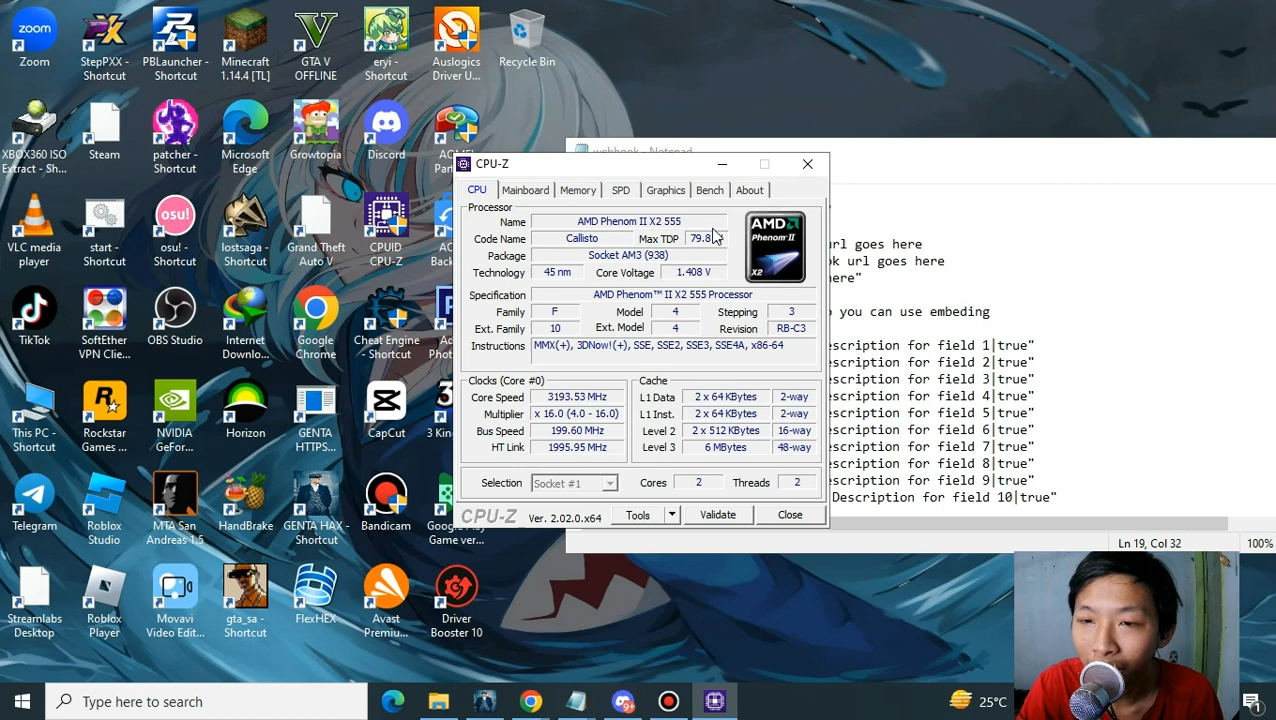 Zoom
StepPXX - Shortcut
PBLauncher - Shortcut
Minecraft 1.14.4 [TL]
GTA V OFFLINE
eryi - Shortcut
Auslogics Driver U...
Recycle Bin
XBOX360 ISO Extract - Sh...
Steam
patcher - Shortcut
Microsoft Edge
Growtopia
Discord
VLC media player
start - Shortcut
osu! - Shortcut
lostsaga - Shortcut
Grand Theft Auto V
CPUID CPU-Z
TikTok
SoftEther VPN Clie...
OBS Studio
Internet Downlo...
Google Chrome
Cheat Engine - Shortcut
This PC - Shortcut
Rockstar Games ...
NVIDIA GeFor...
Horizon
GENTA HACKS...
CapCut
3 King
Telegram
Roblox Studio
MTA San Andreas 1.5
HandBrake
GENTA HAX - Shortcut
Bandicam
Google Play Game ver...
Streamlabs Desktop
Roblox Player
Movavi Video Edit...
gta_sa - Shortcut
FlexHEX
Avast Premiu...
Driver Booster 10
CPU-Z
CPU Mainboard Memory SPD Graphics Bench About
Processor
Name AMD Phenom II X2 555
Code Name Callisto Max TDP 79.8
Package Socket AM3 (938)
Technology 45 nm Core Voltage 1.408 V
AMD Phenom II X2
Specification AMD Phenom™ II X2 555 Processor
Family F Model 4 Stepping 3
Ext. Family 10 Ext. Model 4 Revision RB-C3
Instructions MMX(+), 3DNow!(+), SSE, SSE2, SSE3, SSE4A, x86-64
Clocks (Core #0)
Core Speed 3193.53 MHz
Multiplier x 16.0 (4.0 - 16.0)
Bus Speed 199.60 MHz
HT Link 1995.95 MHz
Cache
L1 Data 2 x 64 KBytes 2-way
L1 Inst. 2 x 64 KBytes 2-way
Level 2 2 x 512 KBytes 16-way
Level 3 6 MBytes 48-way
Selection Socket #1 Cores 2 Threads 2
CPU-Z Ver. 2.02.0.x64 Tools Validate Close
Notepad
url goes here
ok url goes here
here"
you can use embeding
escription for field 1|true"
escription for field 2|true"
escription for field 3|true"
escription for field 4|true"
escription for field 5|true"
escription for field 6|true"
escription for field 7|true"
escription for field 8|true"
escription for field 9|true"
Description for field 10|true"
Ln 19, Col 32 100%
Type here to search
25°C
1